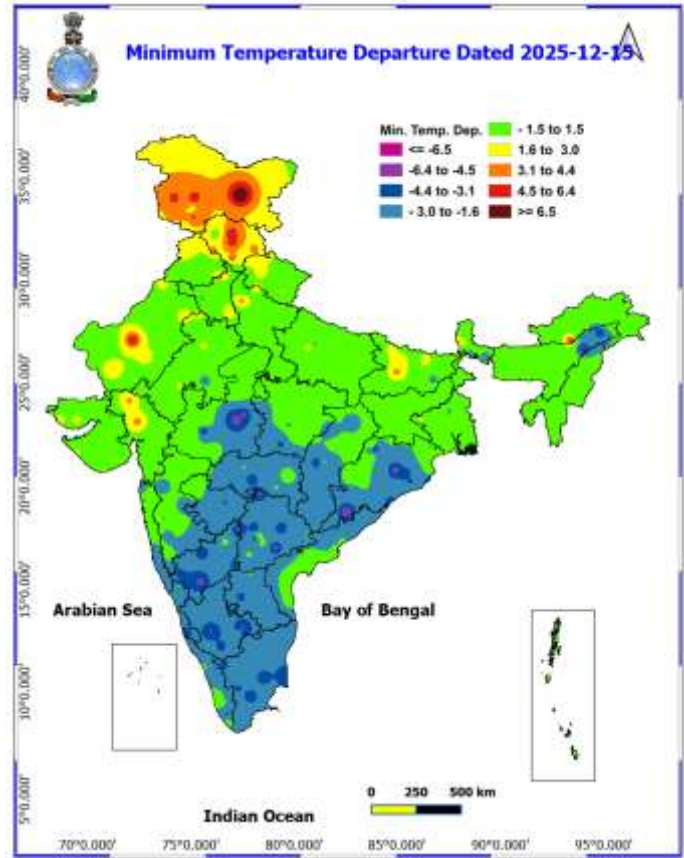 Minimum Temperature Departure Dated 2025-12-15
Min. Temp. Dep.
<= -6.5
-6.4 to -4.5
-4.4 to -3.1
- 3.0 to -1.6
- 1.5 to 1.5
1.6 to 3.0
3.1 to 4.4
4.5 to 6.4
>= 6.5
40°0.000'
35°0.000'
30°0.000'
25°0.000'
20°0.000'
15°0.000'
10°0.000'
5°0.000'
Arabian Sea
Bay of Bengal
0 250 500 km
Indian Ocean
70°0.000' 75°0.000' 80°0.000' 85°0.000' 90°0.000' 95°0.000'